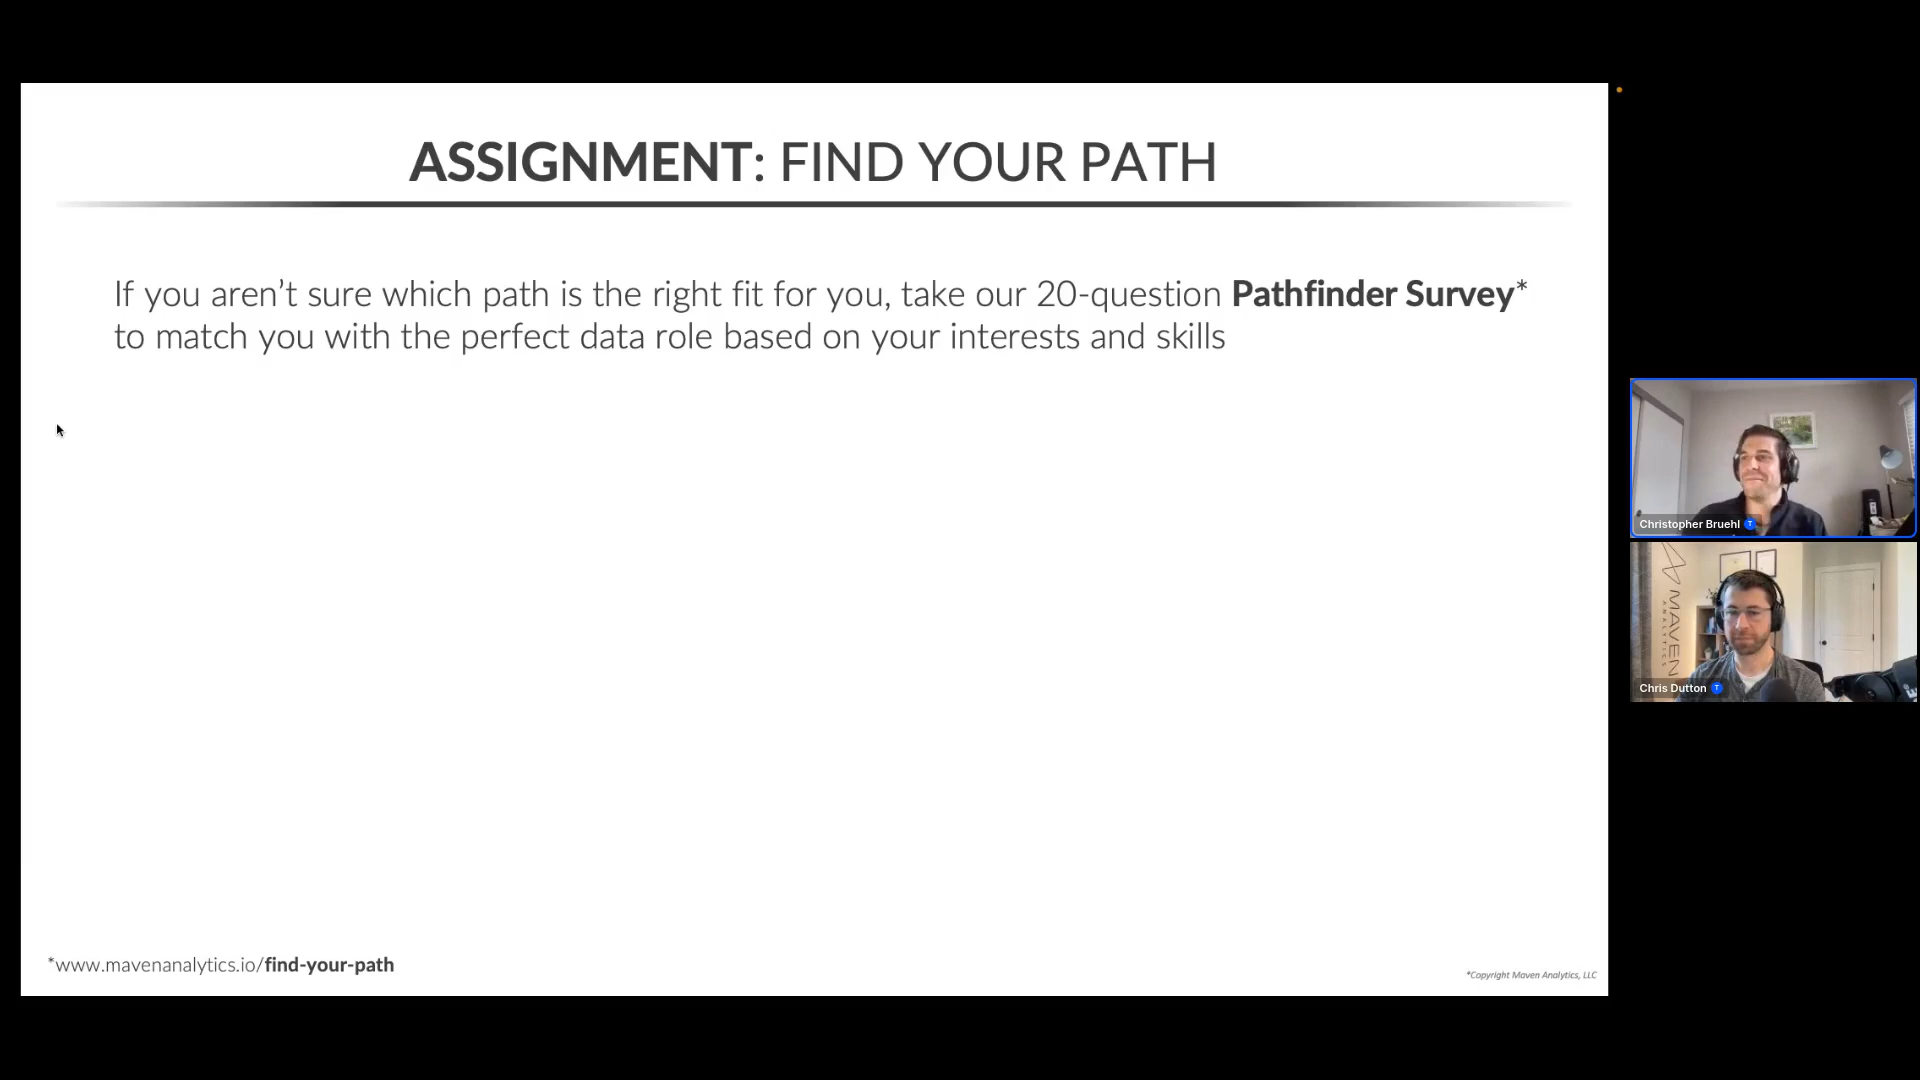 ASSIGNMENT: FIND YOUR PATH
If you aren’t sure which path is the right fit for you, take our 20-question Pathfinder Survey*
to match you with the perfect data role based on your interests and skills
Christopher Bruehl T
MAVEN
ANALYTICS
Chris Dutton T
*www.mavenanalytics.io/find-your-path
*Copyright Maven Analytics, LLC